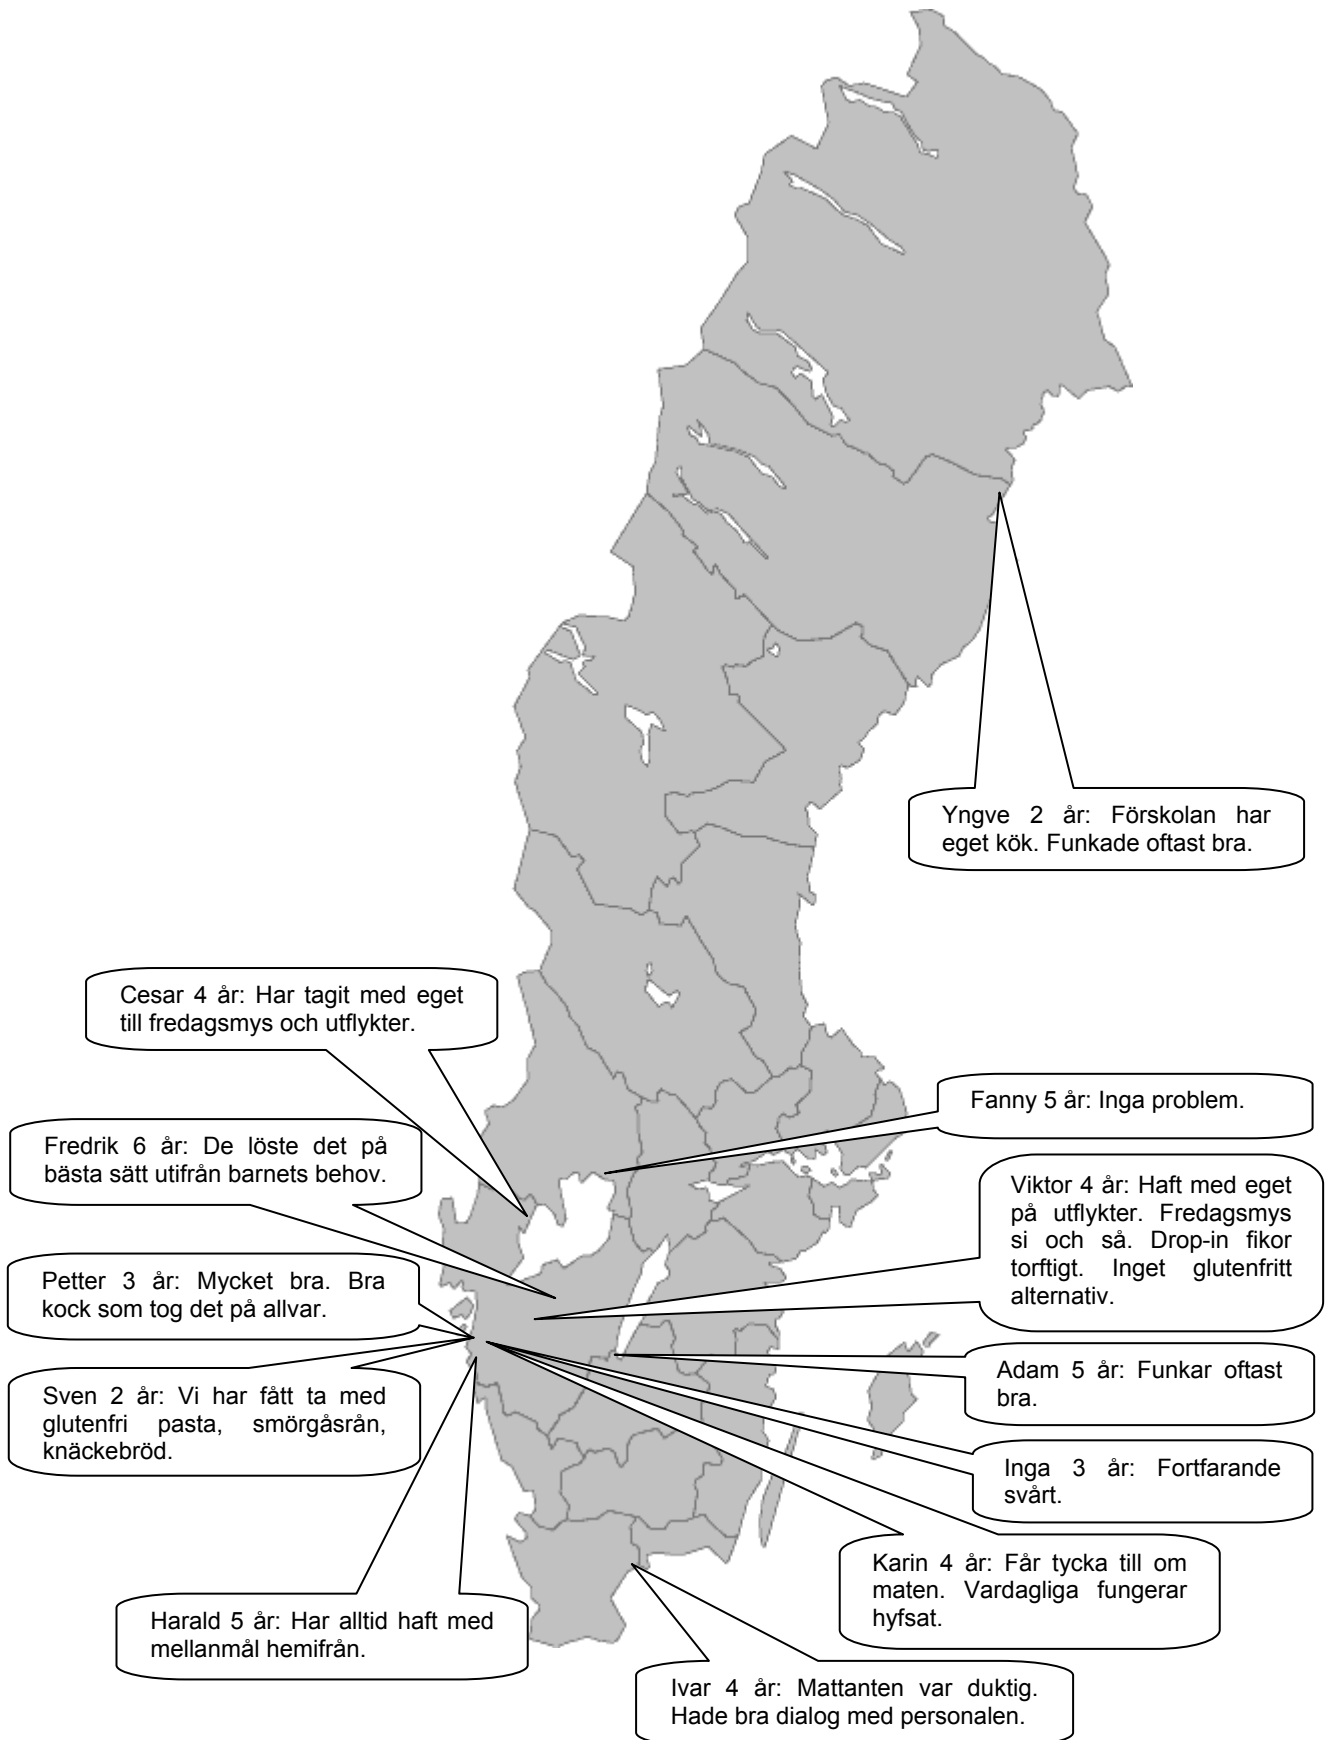 Yngve 2 år: Förskolan har
eget kök. Funkade oftast bra.
Cesar 4 år: Har tagit med eget
till fredagsmys och utflykter.
Fanny 5 år: Inga problem.
Fredrik 6 år: De löste det på
bästa sätt utifrån barnets behov.
Viktor 4 år: Haft med eget
på utflykter. Fredagsmys
si och så. Drop-in fikor
torftigt. Inget glutenfritt
alternativ.
Petter 3 år: Mycket bra. Bra
kock som tog det på allvar.
Adam 5 år: Funkar oftast
bra.
Sven 2 år: Vi har fått ta med
glutenfri pasta, smörgåsrån,
knäckebröd.
Inga 3 år: Fortfarande
svårt.
Karin 4 år: Får tycka till om
maten. Vardagliga fungerar
hyfsat.
Harald 5 år: Har alltid haft med
mellanmål hemifrån.
Ivar 4 år: Mattanten var duktig.
Hade bra dialog med personalen.